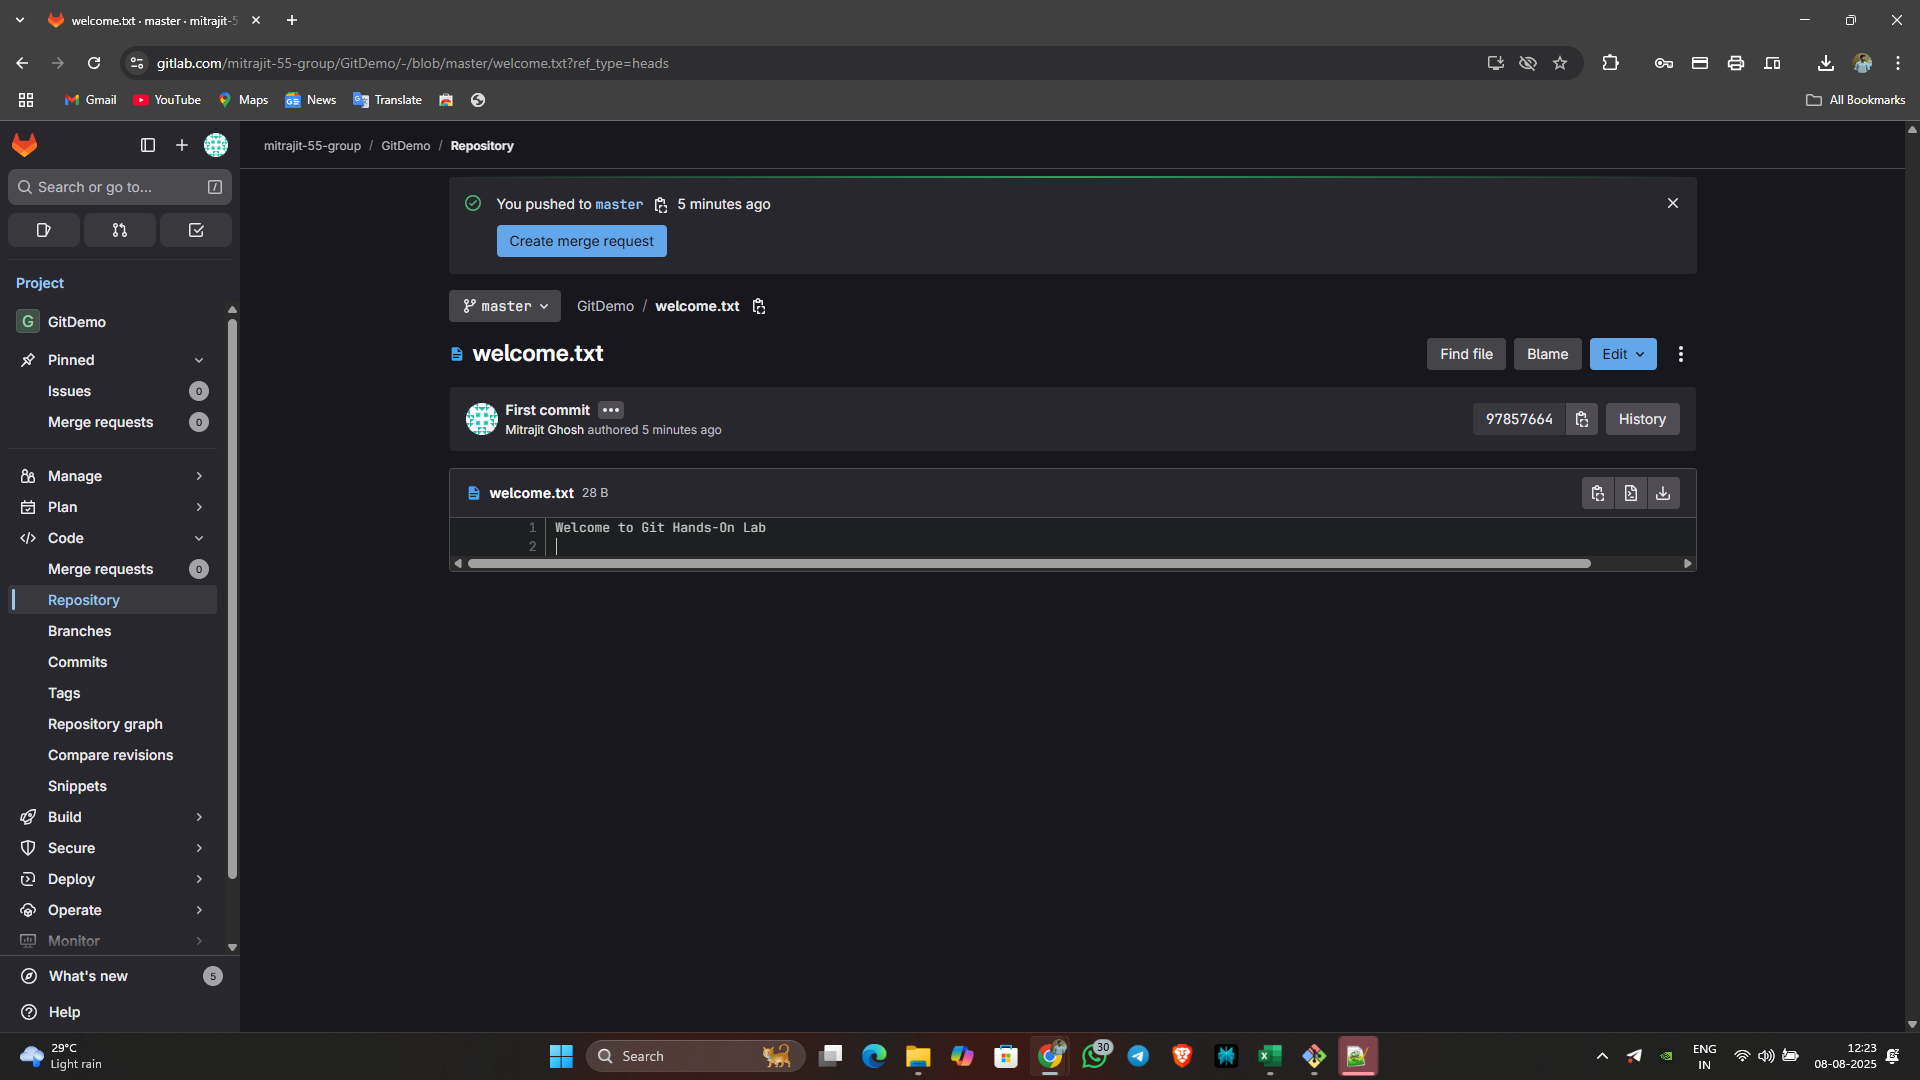 welcome.txt · master · mitrajit-5
gitlab.com/mitrajit-55-group/GitDemo/-/blob/master/welcome.txt?ref_type=heads
Gmail
YouTube
Maps
News
Translate
All Bookmarks
Search or go to...
/
Project
G
GitDemo
Pinned
Issues
0
Merge requests
0
Manage
Plan
Code
Merge requests
0
Repository
Branches
Commits
Tags
Repository graph
Compare revisions
Snippets
Build
Secure
Deploy
Operate
Monitor
What's new
5
Help
mitrajit-55-group / GitDemo / Repository
You pushed to master 5 minutes ago
Create merge request
master
GitDemo / welcome.txt
welcome.txt
Find file
Blame
Edit
First commit
Mitrajit Ghosh authored 5 minutes ago
97857664
History
welcome.txt 28 B
1 Welcome to Git Hands-On Lab
2
29°C
Light rain
Search
30
ENG
IN
12:23
08-08-2025